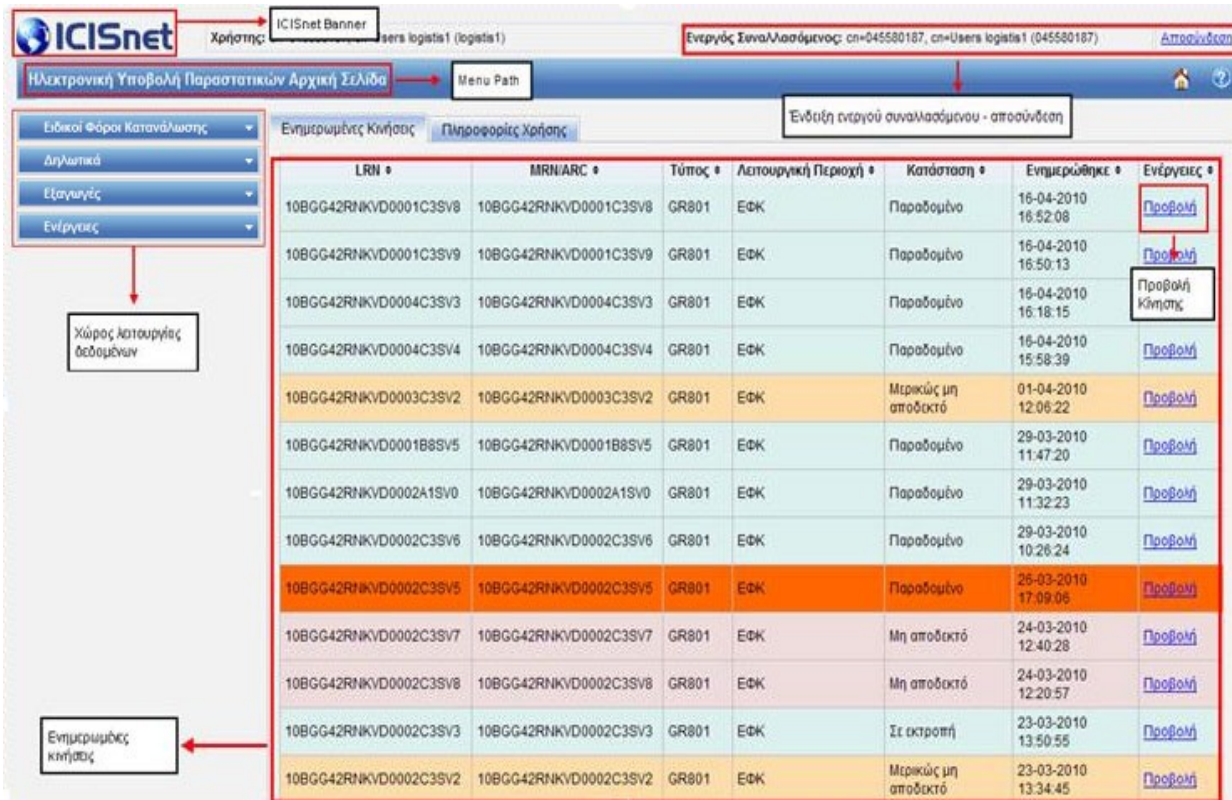 ICISnet
ICISnet Banner
Χρήστης: sers logistis1 (logistis1)
Ενεργός Συναλλασόμενος: cn=045580187, cn=Users logistis1 (045580187)
Αποσύνδεση
Ηλεκτρονική Υποβολή Παραστατικών Αρχική Σελίδα
Menu Path
Ένδειξη ενεργού συναλλασόμενου - αποσύνδεση
Ειδικοί Φόροι Κατανάλωσης
Δηλωτικά
Εξαγωγές
Ενέργειες
Χώρος λειτουργίας
δεδομένων
Ενημερωμένες Κινήσεις Πληροφορίες Χρήσης
LRN MRN/ARC Τύπος Λειτουργική Περιοχή Κατάσταση Ενημερώθηκε Ενέργειες
10BGG42RNKVD0001C3SV8 10BGG42RNKVD0001C3SV8 GR801 ΕΦΚ Παραδομένο 16-04-2010 16:52:08 Προβολή
10BGG42RNKVD0001C3SV9 10BGG42RNKVD0001C3SV9 GR801 ΕΦΚ Παραδομένο 16-04-2010 16:50:13 Προβολή
Προβολή
Κίνησης
10BGG42RNKVD0004C3SV3 10BGG42RNKVD0004C3SV3 GR801 ΕΦΚ Παραδομένο 16-04-2010 16:18:15
10BGG42RNKVD0004C3SV4 10BGG42RNKVD0004C3SV4 GR801 ΕΦΚ Παραδομένο 16-04-2010 15:58:39 Προβολή
10BGG42RNKVD0003C3SV2 10BGG42RNKVD0003C3SV2 GR801 ΕΦΚ Μερικώς μη αποδεκτό 01-04-2010 12:06:22 Προβολή
10BGG42RNKVD0001B8SV5 10BGG42RNKVD0001B8SV5 GR801 ΕΦΚ Παραδομένο 29-03-2010 11:47:20 Προβολή
10BGG42RNKVD0002A1SV0 10BGG42RNKVD0002A1SV0 GR801 ΕΦΚ Παραδομένο 29-03-2010 11:32:23 Προβολή
10BGG42RNKVD0002C3SV6 10BGG42RNKVD0002C3SV6 GR801 ΕΦΚ Παραδομένο 29-03-2010 10:26:24 Προβολή
10BGG42RNKVD0002C3SV5 10BGG42RNKVD0002C3SV5 GR801 ΕΦΚ Παραδομένο 26-03-2010 17:09:06 Προβολή
10BGG42RNKVD0002C3SV7 10BGG42RNKVD0002C3SV7 GR801 ΕΦΚ Μη αποδεκτό 24-03-2010 12:40:28 Προβολή
10BGG42RNKVD0002C3SV8 10BGG42RNKVD0002C3SV8 GR801 ΕΦΚ Μη αποδεκτό 24-03-2010 12:20:57 Προβολή
10BGG42RNKVD0002C3SV3 10BGG42RNKVD0002C3SV3 GR801 ΕΦΚ Σε εκτροπή 23-03-2010 13:50:55 Προβολή
10BGG42RNKVD0002C3SV2 10BGG42RNKVD0002C3SV2 GR801 ΕΦΚ Μερικώς μη αποδεκτό 23-03-2010 13:34:45 Προβολή
Ενημερωμένες
κινήσεις